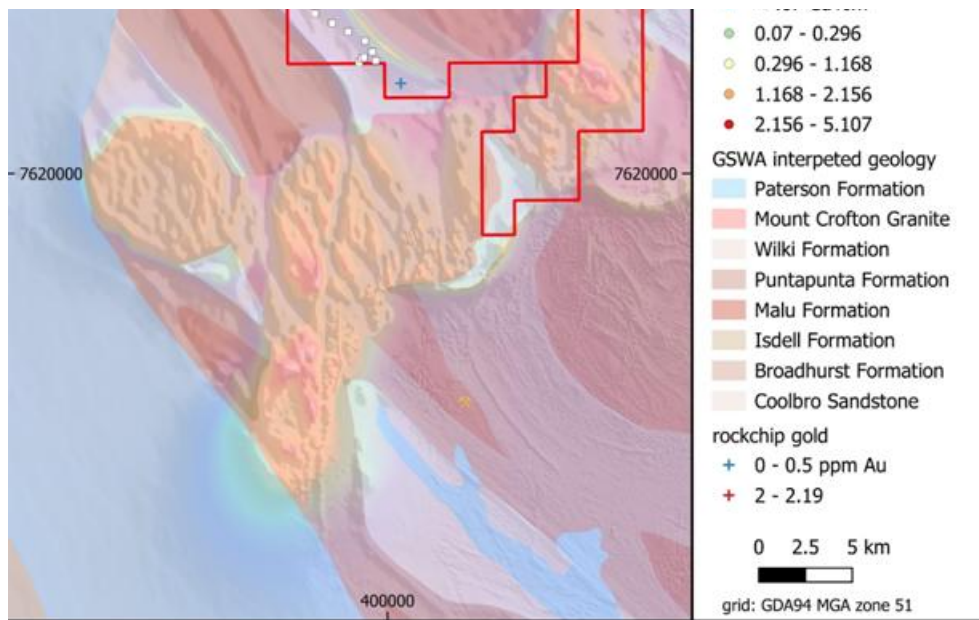 0.07 - 0.296
0.296 - 1.168
1.168 - 2.156
2.156 - 5.107
GSWA interpeted geology
7620000
7620000
Paterson Formation
Mount Crofton Granite
Wilki Formation
Puntapunta Formation
Malu Formation
Isdell Formation
Broadhurst Formation
Coolbro Sandstone
rockchip gold
0 - 0.5 ppm Au
2 - 2.19
0 2.5 5 km
400000
grid: GDA94 MGA zone 51